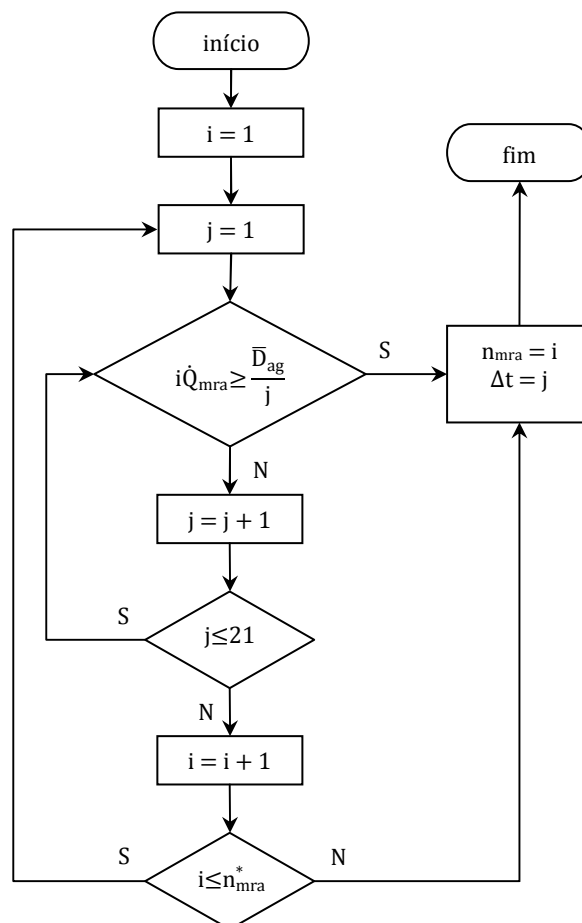 início
i = 1
fim
j = 1
iQ̇mra≥ D̅ag/j
S
nmra = i
Δt = j
N
j = j + 1
S
j≤21
N
i = i + 1
S
N
i≤n*mra